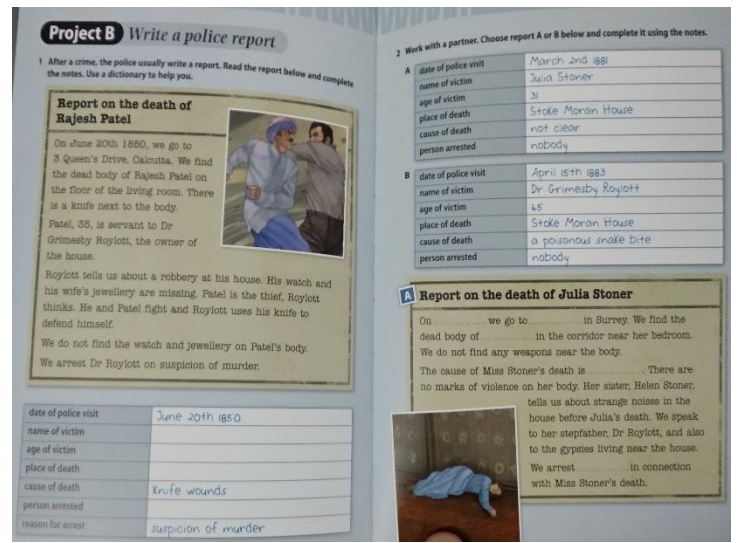 Project B Write a police report
1 After a crime, the police usually write a report. Read the report below and complete
the notes. Use a dictionary to help you.
Report on the death of
Rajesh Patel
On June 20th 1850, we go to
3 Queen's Drive, Calcutta. We find
the dead body of Rajesh Patel on
the floor of the living room. There
is a knife next to the body.
Patel, 35, is servant to Dr
Grimesby Roylott, the owner of
the house.
Roylott tells us about a robbery at his house. His watch and
his wife's jewellery are missing. Patel is the thief, Roylott
thinks. He and Patel fight and Roylott uses his knife to
defend himself.
We do not find the watch and jewellery on Patel's body.
We arrest Dr Roylott on suspicion of murder.
date of police visit June 20th 1850
name of victim
age of victim
place of death
cause of death knife wounds
person arrested
reason for arrest suspicion of murder
2 Work with a partner. Choose report A or B below and complete it using the notes.
A date of police visit March 2nd 1881
name of victim Julia Stoner
age of victim 31
place of death Stoke Moran House
cause of death not clear
person arrested nobody
B date of police visit April 15th 1883
name of victim Dr Grimesby Roylott
age of victim 65
place of death Stoke Moran House
cause of death a poisonous snake bite
person arrested nobody
A Report on the death of Julia Stoner
On ............ we go to ............ in Surrey. We find the
dead body of ............ in the corridor near her bedroom.
We do not find any weapons near the body.
The cause of Miss Stoner's death is ............ . There are
no marks of violence on her body. Her sister, Helen Stoner,
tells us about strange noises in the
house before Julia's death. We speak
to her stepfather, Dr Roylott, and also
to the gypsies living near the house.
We arrest ............ in connection
with Miss Stoner's death.